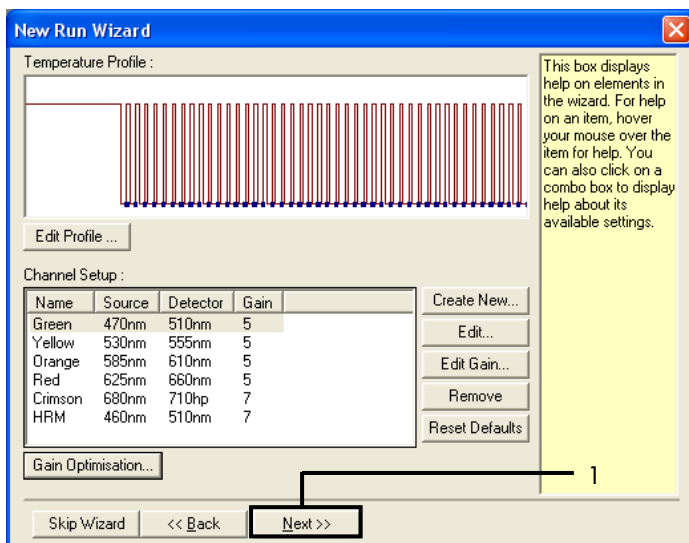 New Run Wizard
Temperature Profile :
Edit Profile ...
Channel Setup :
Name Source Detector Gain
Green 470nm 510nm 5
Yellow 530nm 555nm 5
Orange 585nm 610nm 5
Red 625nm 660nm 5
Crimson 680nm 710hp 7
HRM 460nm 510nm 7
Create New...
Edit...
Edit Gain...
Remove
Reset Defaults
Gain Optimisation...
This box displays
help on elements in
the wizard. For help
on an item, hover
your mouse over the
item for help. You
can also click on a
combo box to display
help about its
available settings.
1
Skip Wizard << Back Next >>